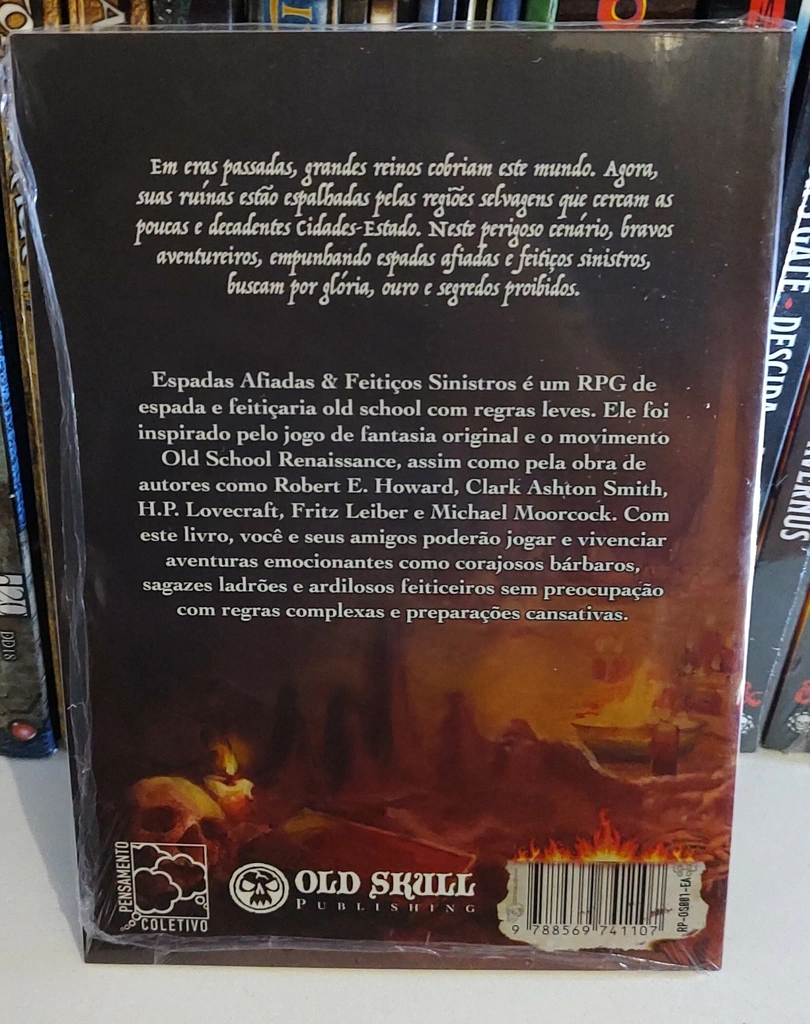 Em eras passadas, grandes reinos cobriam este mundo. Agora,
suas ruínas estão espalhadas pelas regiões selvagens que cercam as
poucas e decadentes Cidades-Estado. Neste perigoso cenário, bravos
aventureiros, empunhando espadas afiadas e feitiços sinistros,
buscam por glória, ouro e segredos proibidos.
Espadas Afiadas & Feitiços Sinistros é um RPG de
espada e feitiçaria old school com regras leves. Ele foi
inspirado pelo jogo de fantasia original e o movimento
Old School Renaissance, assim como pela obra de
autores como Robert E. Howard, Clark Ashton Smith,
H.P. Lovecraft, Fritz Leiber e Michael Moorcock. Com
este livro, você e seus amigos poderão jogar e vivenciar
aventuras emocionantes como corajosos bárbaros,
sagazes ladrões e ardilosos feiticeiros sem preocupação
com regras complexas e preparações cansativas.
PENSAMENTO
COLETIVO
OLD SKULL
PUBLISHING
9 788569 741107
RP-OS001-EA
DESCIDA